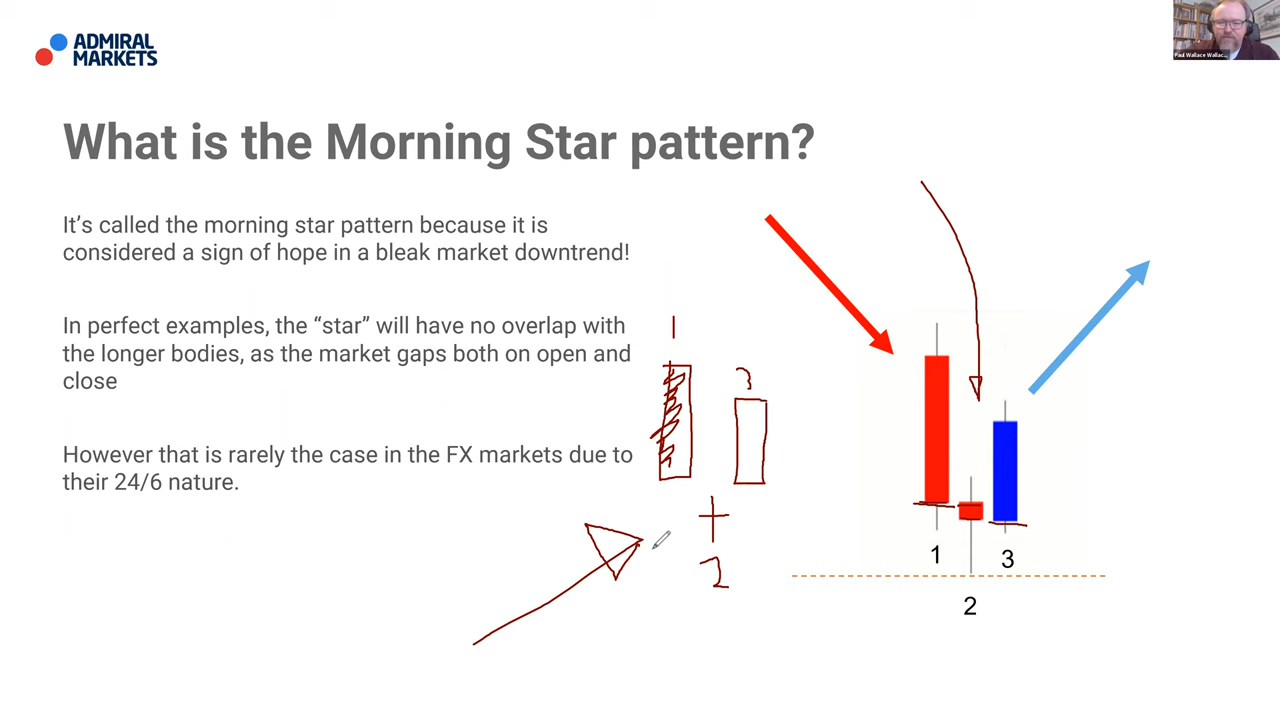 ADMIRAL
MARKETS
Paul Wallace Wallac...
What is the Morning Star pattern?
It's called the morning star pattern because it is
considered a sign of hope in a bleak market downtrend!
In perfect examples, the “star” will have no overlap with
the longer bodies, as the market gaps both on open and
close
However that is rarely the case in the FX markets due to
their 24/6 nature.
1
3
2
1
3
2